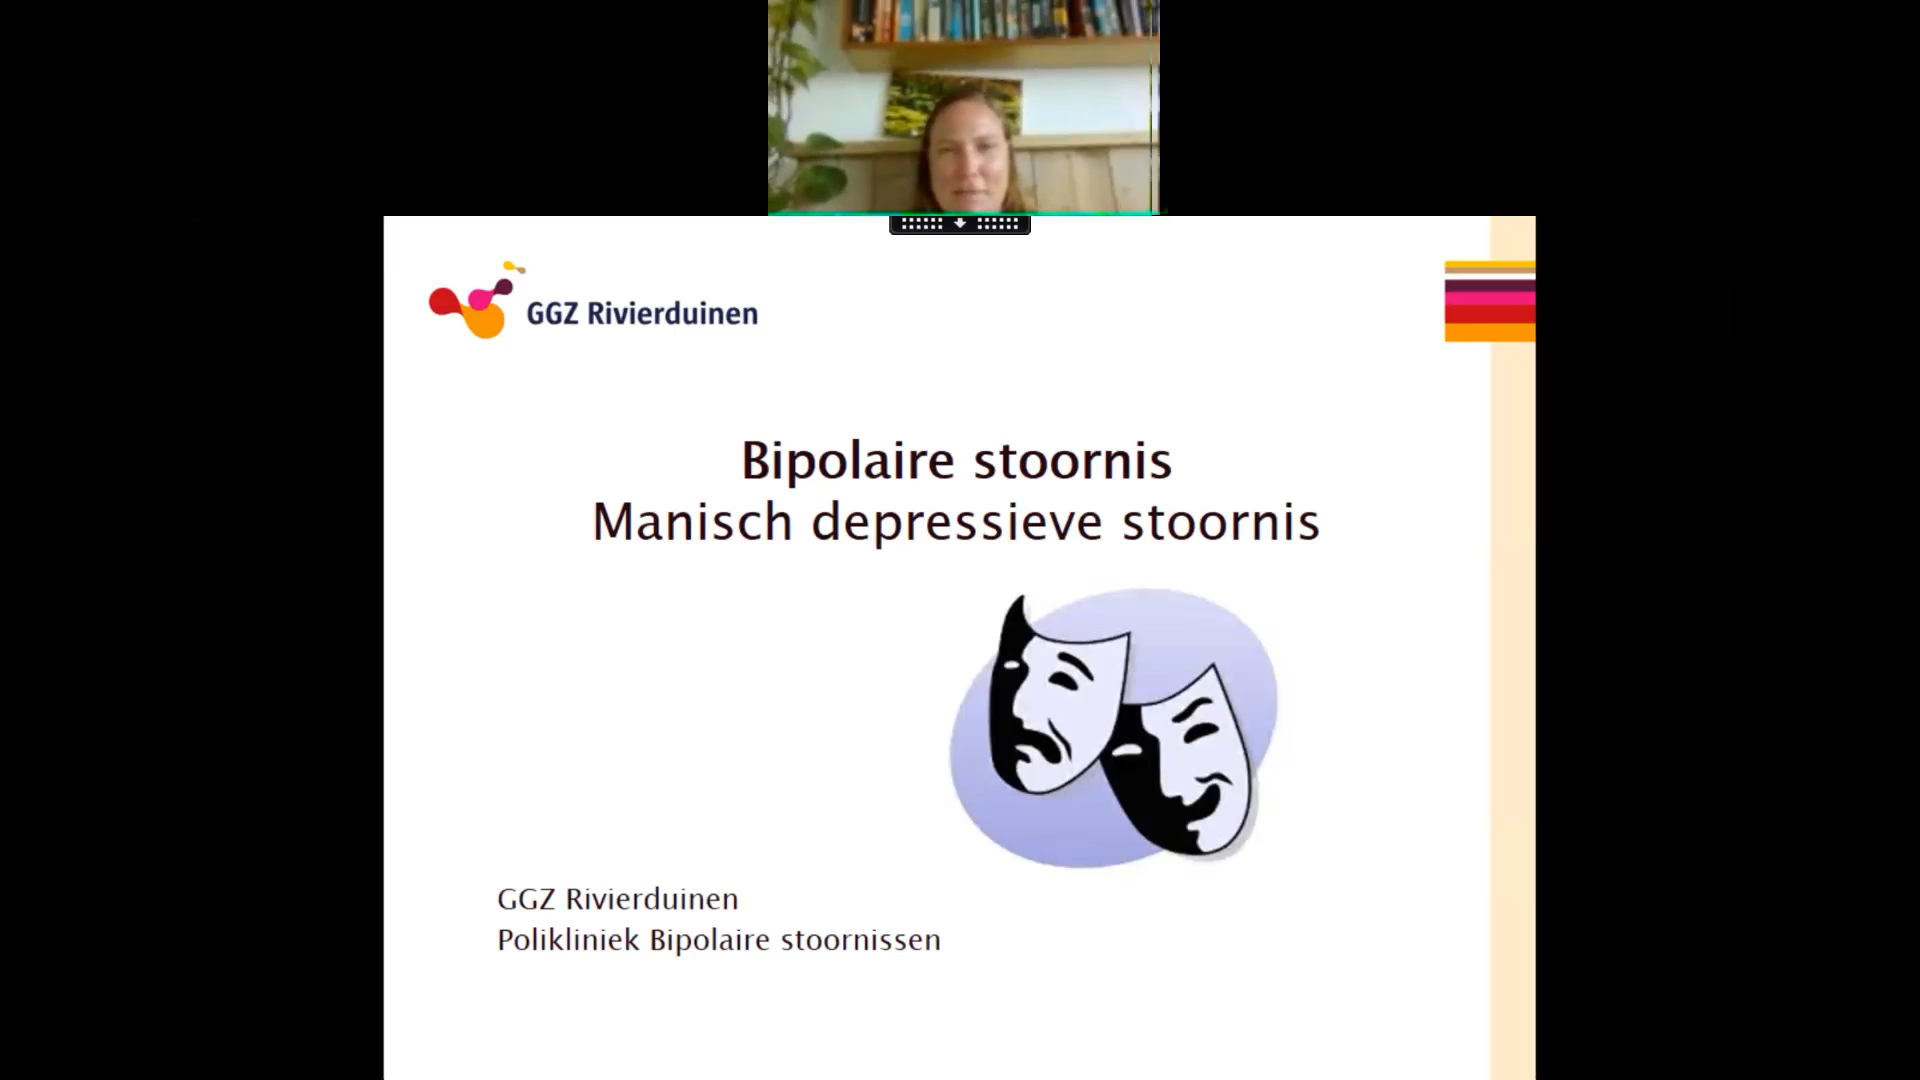 GGZ Rivierduinen
Bipolaire stoornis
Manisch depressieve stoornis
GGZ Rivierduinen
Polikliniek Bipolaire stoornissen